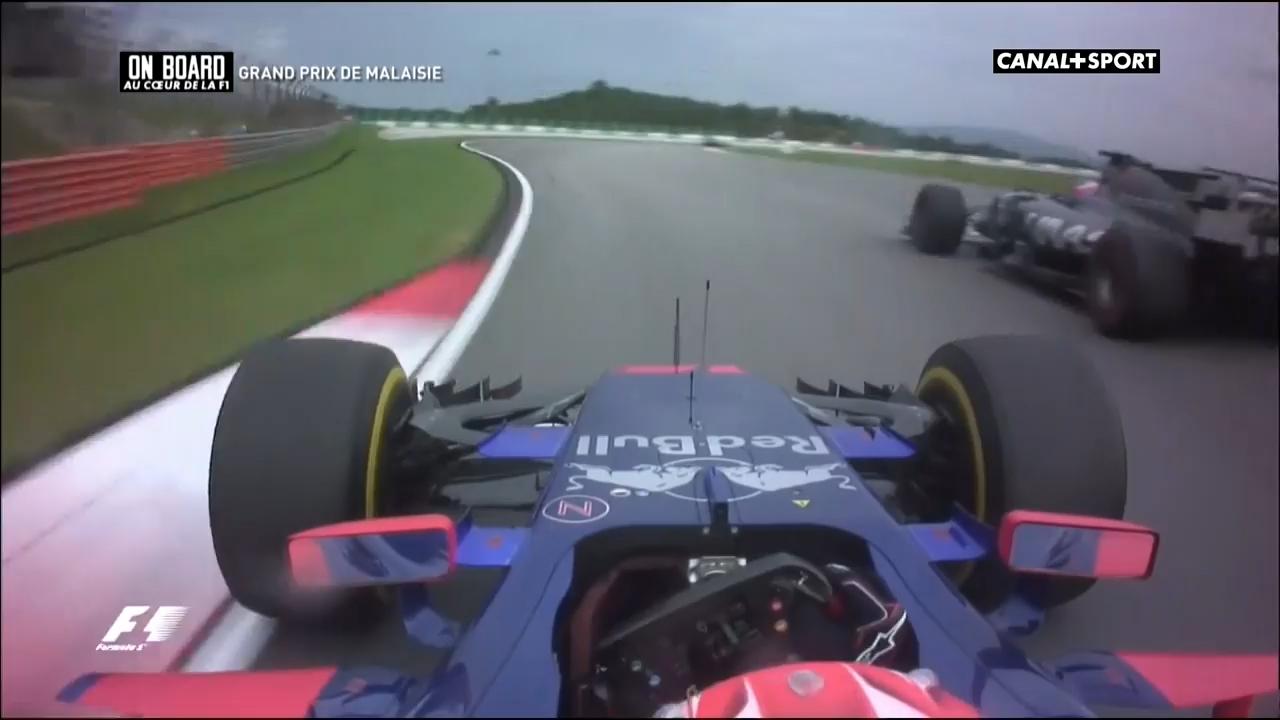 ON BOARD
AU CŒUR DE LA F1
GRAND PRIX DE MALAISIE
CANAL+SPORT
Red Bull
N
F1
Formula 1